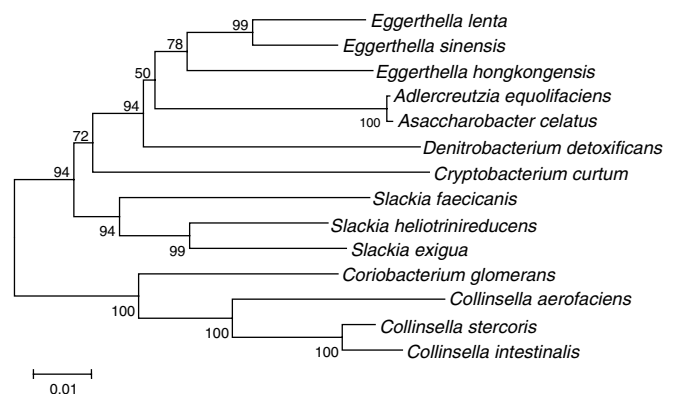 99 Eggerthella lenta
Eggerthella sinensis
78
Eggerthella hongkongensis
50
Adlercreutzia equolifaciens
94
100 Asaccharobacter celatus
72
Denitrobacterium detoxificans
94
Cryptobacterium curtum
Slackia faecicanis
94
Slackia heliotrinireducens
99 Slackia exigua
Coriobacterium glomerans
100
Collinsella aerofaciens
100
Collinsella stercoris
100 Collinsella intestinalis
0.01